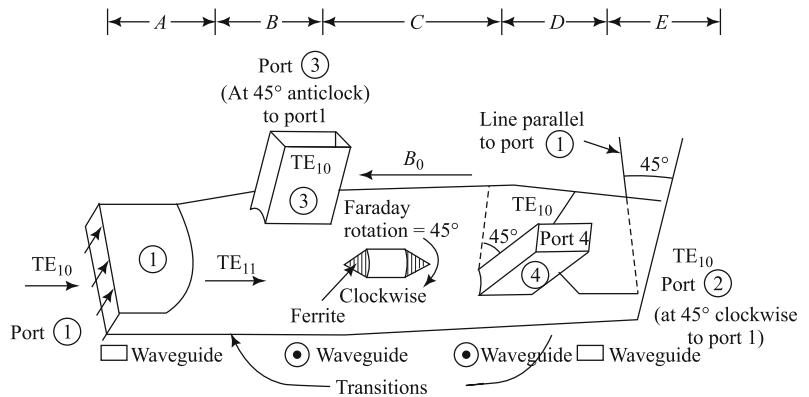 A B C D E
Port 3
(At 45° anticlock)
to port1
TE10
3
B0
Line parallel
to port 1
45°
Faraday
rotation = 45°
TE10
45°
Port 4
4
TE10
1
TE11
Clockwise
Ferrite
Port 1
TE10
Port 2
(at 45° clockwise
to port 1)
Waveguide Waveguide Waveguide Waveguide
Transitions